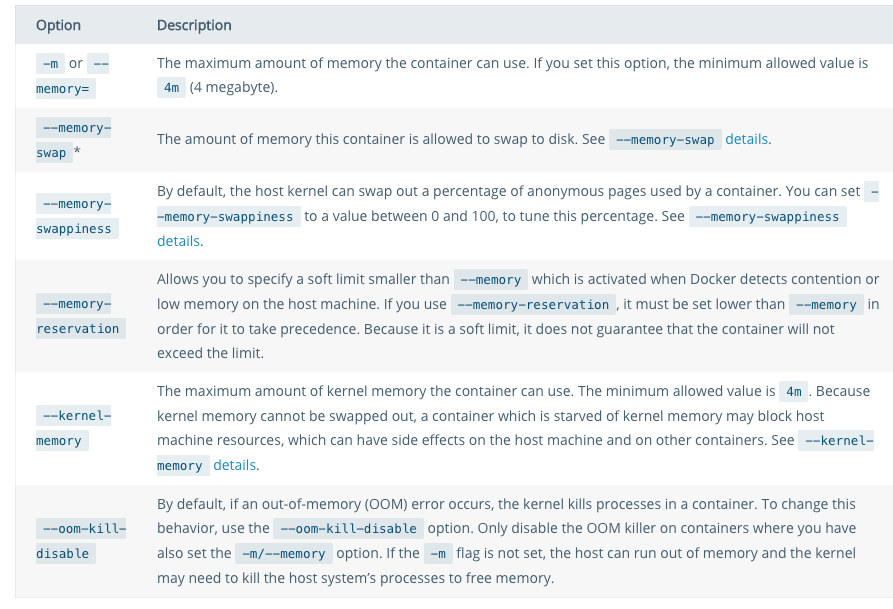 Option Description
-m or --
memory=
The maximum amount of memory the container can use. If you set this option, the minimum allowed value is
4m (4 megabyte).
--memory-
swap *
The amount of memory this container is allowed to swap to disk. See --memory-swap details.
--memory-
swappiness
By default, the host kernel can swap out a percentage of anonymous pages used by a container. You can set -
-memory-swappiness to a value between 0 and 100, to tune this percentage. See --memory-swappiness
details.
--memory-
reservation
Allows you to specify a soft limit smaller than --memory which is activated when Docker detects contention or
low memory on the host machine. If you use --memory-reservation , it must be set lower than --memory in
order for it to take precedence. Because it is a soft limit, it does not guarantee that the container will not
exceed the limit.
--kernel-
memory
The maximum amount of kernel memory the container can use. The minimum allowed value is 4m . Because
kernel memory cannot be swapped out, a container which is starved of kernel memory may block host
machine resources, which can have side effects on the host machine and on other containers. See --kernel-
memory details.
--oom-kill-
disable
By default, if an out-of-memory (OOM) error occurs, the kernel kills processes in a container. To change this
behavior, use the --oom-kill-disable option. Only disable the OOM killer on containers where you have
also set the -m/--memory option. If the -m flag is not set, the host can run out of memory and the kernel
may need to kill the host system’s processes to free memory.